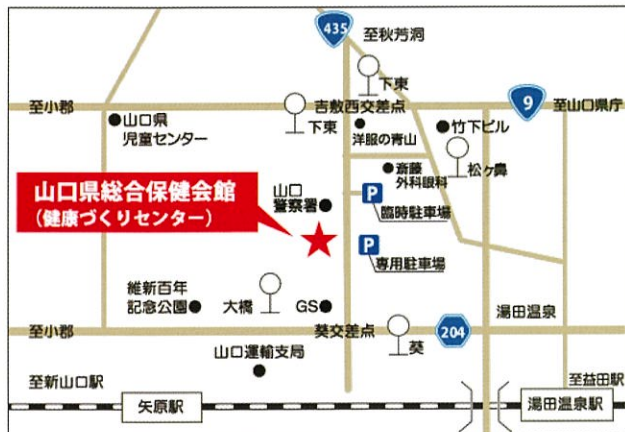 435
至秋芳洞
下東
9
至小郡
吉敷西交差点
至山口県庁
山口県
児童センター
下東
洋服の青山
竹下ビル
斎藤
外科眼科
松ヶ鼻
山口県総合保健会館
(健康づくりセンター)
山口
警察署
P
臨時駐車場
P
専用駐車場
維新百年
記念公園
大橋
GS
湯田温泉
至小郡
葵交差点
204
葵
山口運輸支局
至新山口駅
至益田駅
矢原駅
湯田温泉駅